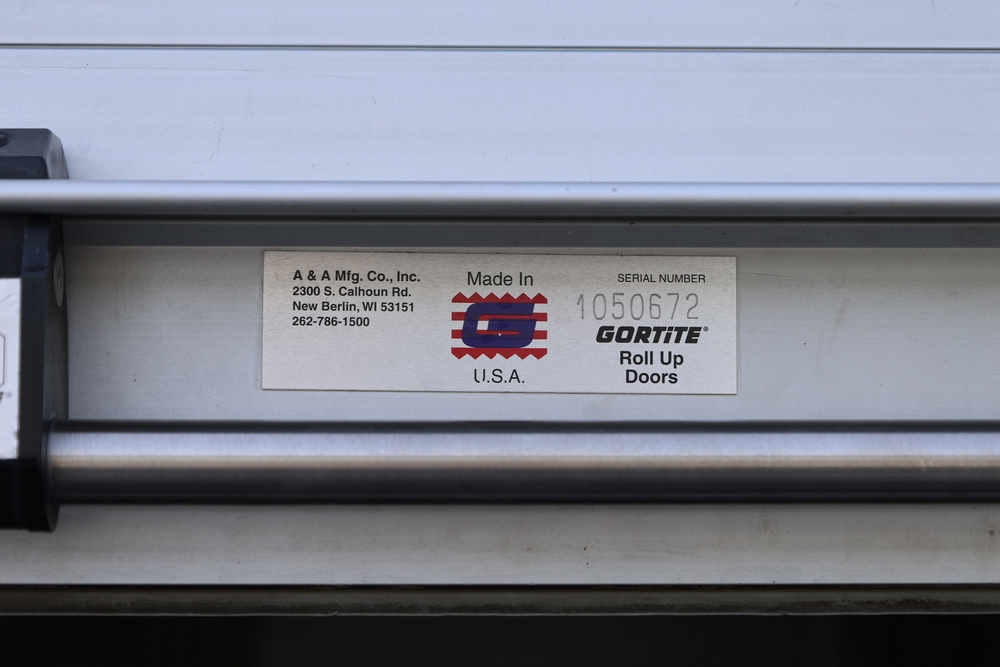 A & A Mfg. Co., Inc.
2300 S. Calhoun Rd.
New Berlin, WI 53151
262-786-1500
Made In
G
U.S.A.
SERIAL NUMBER
1050672
GORTiTE®
Roll Up
Doors